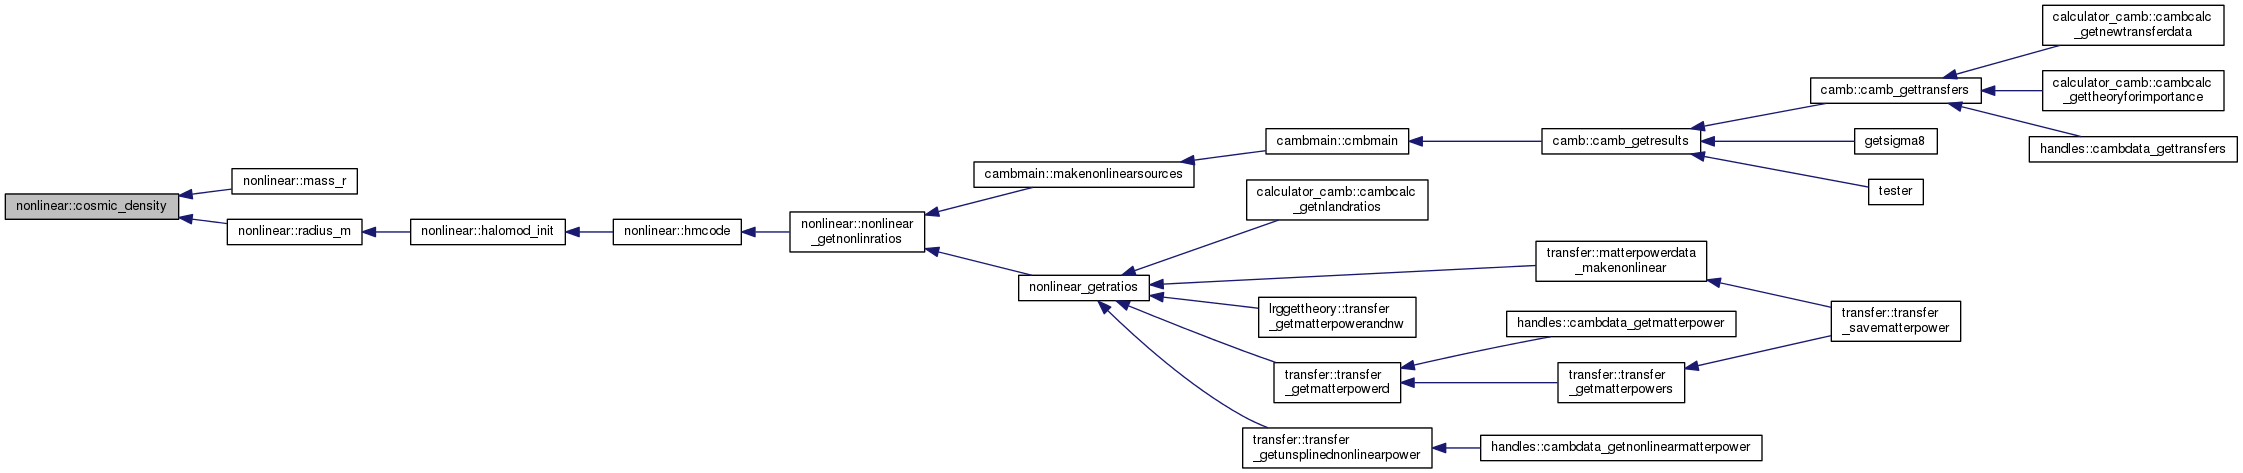 nonlinear::cosmic_density
nonlinear::mass_r
nonlinear::radius_m
nonlinear::halomod_init
nonlinear::hmcode
nonlinear::nonlinear
_getnonlinratios
cambmain::makenonlinearsources
nonlinear_getratios
cambmain::cmbmain
calculator_camb::cambcalc
_getnlandratios
lrggettheory::transfer
_getmatterpowerandnw
transfer::transfer
_getmatterpowerd
transfer::transfer
_getunsplinednonlinearpower
camb::camb_getresults
transfer::matterpowerdata
_makenonlinear
handles::cambdata_getmatterpower
transfer::transfer
_getmatterpowers
handles::cambdata_getnonlinearmatterpower
camb::camb_gettransfers
getsigma8
tester
transfer::transfer
_savematterpower
calculator_camb::cambcalc
_getnewtransferdata
calculator_camb::cambcalc
_gettheoryforimportance
handles::cambdata_gettransfers